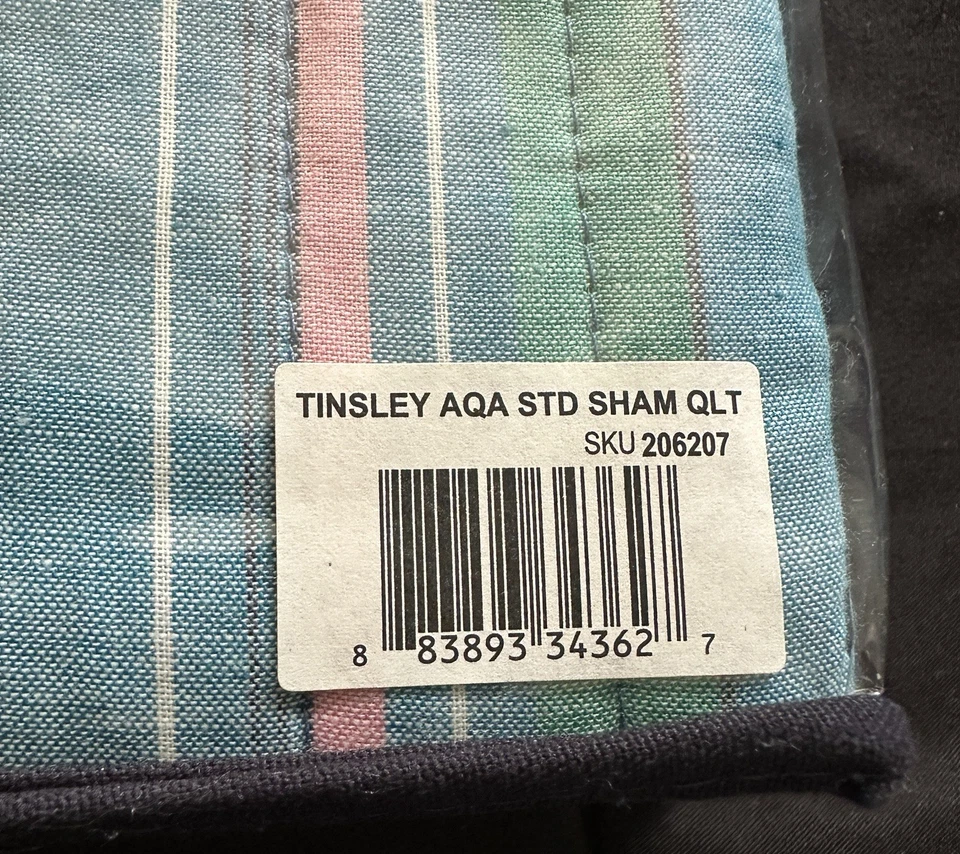 TINSLEY AQA STD SHAM QLT
SKU 206207
8 83893 34362 7